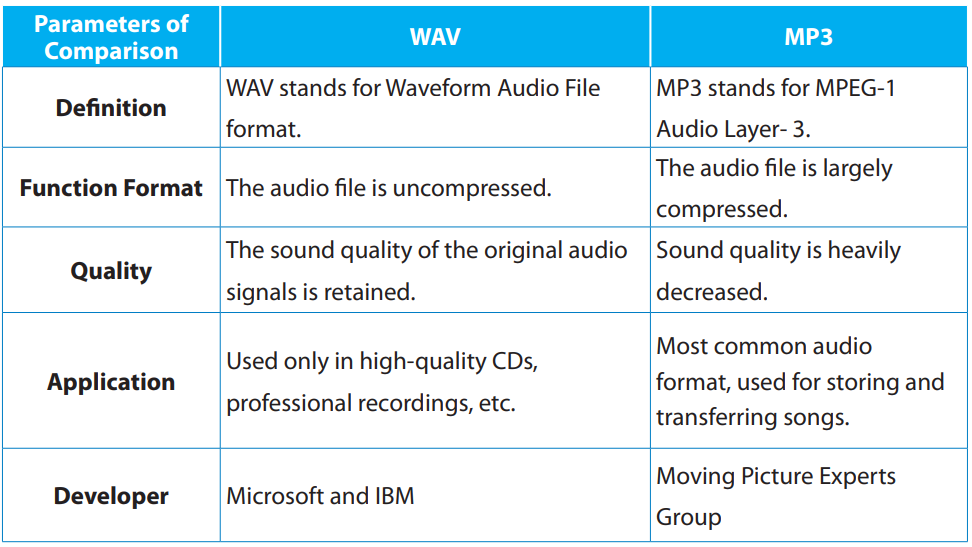 Parameters of
Comparison
WAV
MP3
Definition
WAV stands for Waveform Audio File
format.
MP3 stands for MPEG-1
Audio Layer- 3.
Function Format
The audio file is uncompressed.
The audio file is largely
compressed.
Quality
The sound quality of the original audio
signals is retained.
Sound quality is heavily
decreased.
Application
Used only in high-quality CDs,
professional recordings, etc.
Most common audio
format, used for storing and
transferring songs.
Developer
Microsoft and IBM
Moving Picture Experts
Group